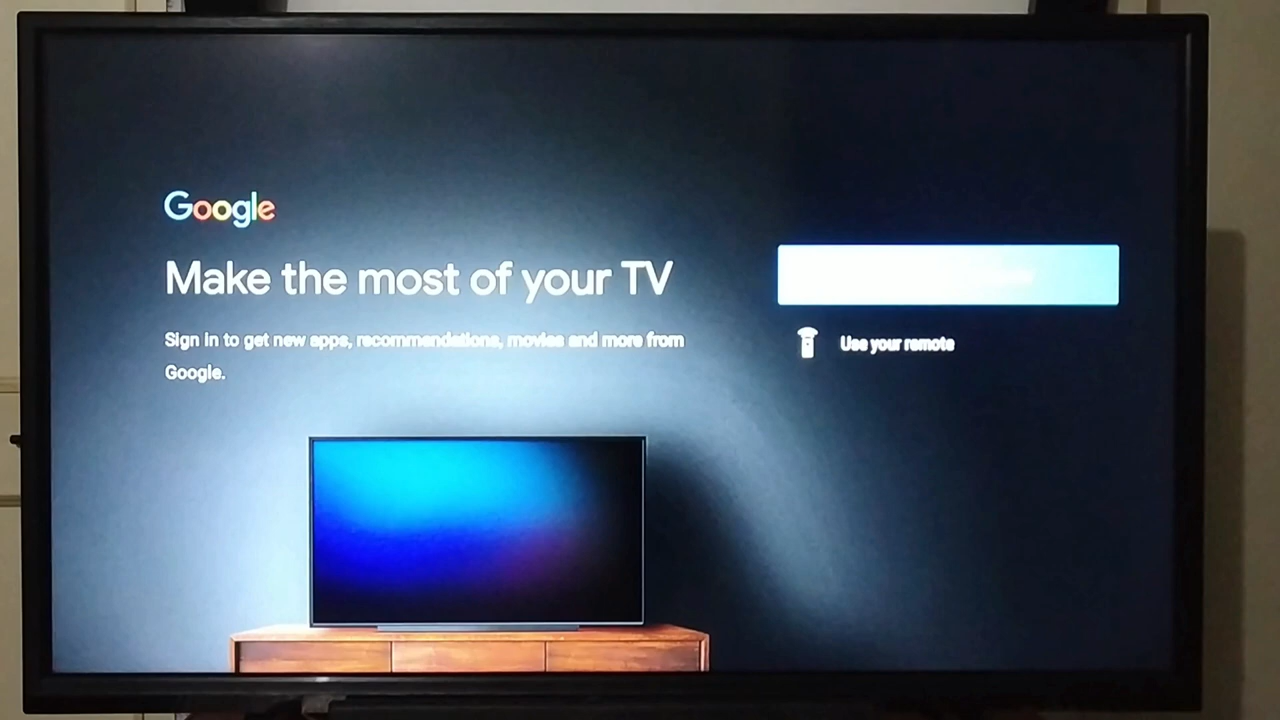 Google
Make the most of your TV
Sign in to get new apps, recommendations, movies and more from
Google.
Use your remote